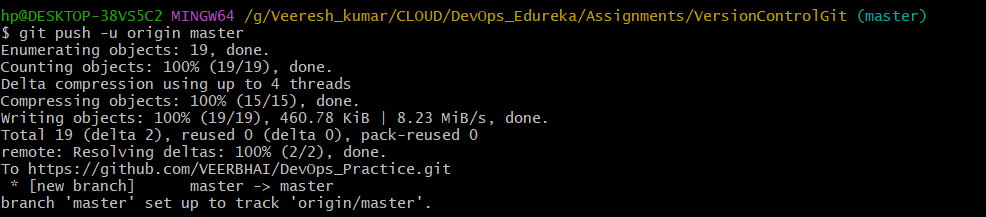 hp@DESKTOP-38VS5C2 MINGW64 /g/Veeresh_kumar/CLOUD/DevOps_Edureka/Assignments/VersionControlGit (master)
$ git push -u origin master
Enumerating objects: 19, done.
Counting objects: 100% (19/19), done.
Delta compression using up to 4 threads
Compressing objects: 100% (15/15), done.
Writing objects: 100% (19/19), 460.78 KiB | 8.23 MiB/s, done.
Total 19 (delta 2), reused 0 (delta 0), pack-reused 0
remote: Resolving deltas: 100% (2/2), done.
To https://github.com/VEERBHAI/DevOps_Practice.git
 * [new branch]      master -> master
branch 'master' set up to track 'origin/master'.